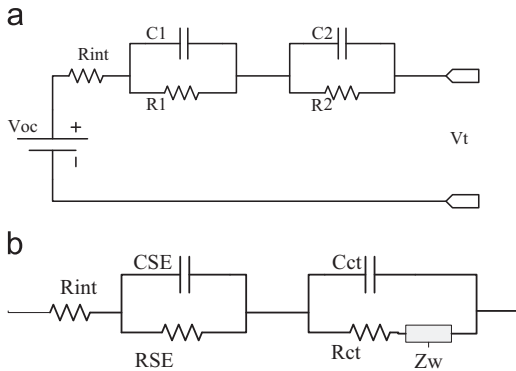 a
C1
C2
Rint
R1
R2
Voc
+
Vt
b
CSE
Cct
Rint
RSE
Rct
Zw